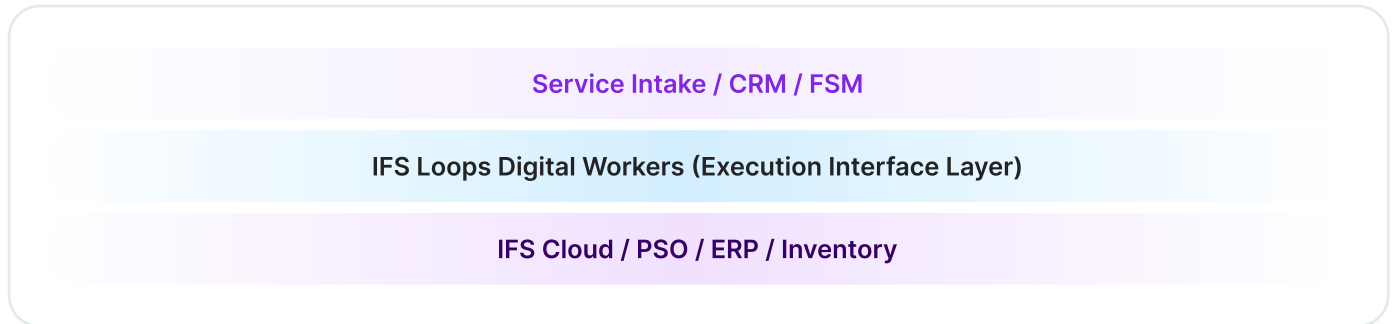 Service Intake / CRM / FSM
IFS Loops Digital Workers (Execution Interface Layer)
IFS Cloud / PSO / ERP / Inventory